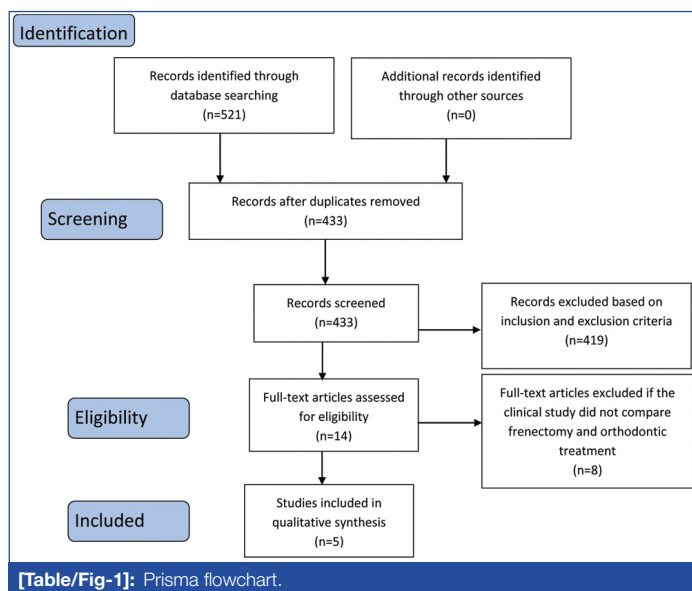 Identification
Records identified through
database searching
(n=521)
Additional records identified
through other sources
(n=0)
Screening
Records after duplicates removed
(n=433)
Records screened
(n=433)
Records excluded based on
inclusion and exclusion criteria
(n=419)
Eligibility
Full-text articles assessed
for eligibility
(n=14)
Full-text articles excluded if the
clinical study did not compare
frenectomy and orthodontic
treatment
(n=8)
Included
Studies included in
qualitative synthesis
(n=5)
[Table/Fig-1]: Prisma flowchart.